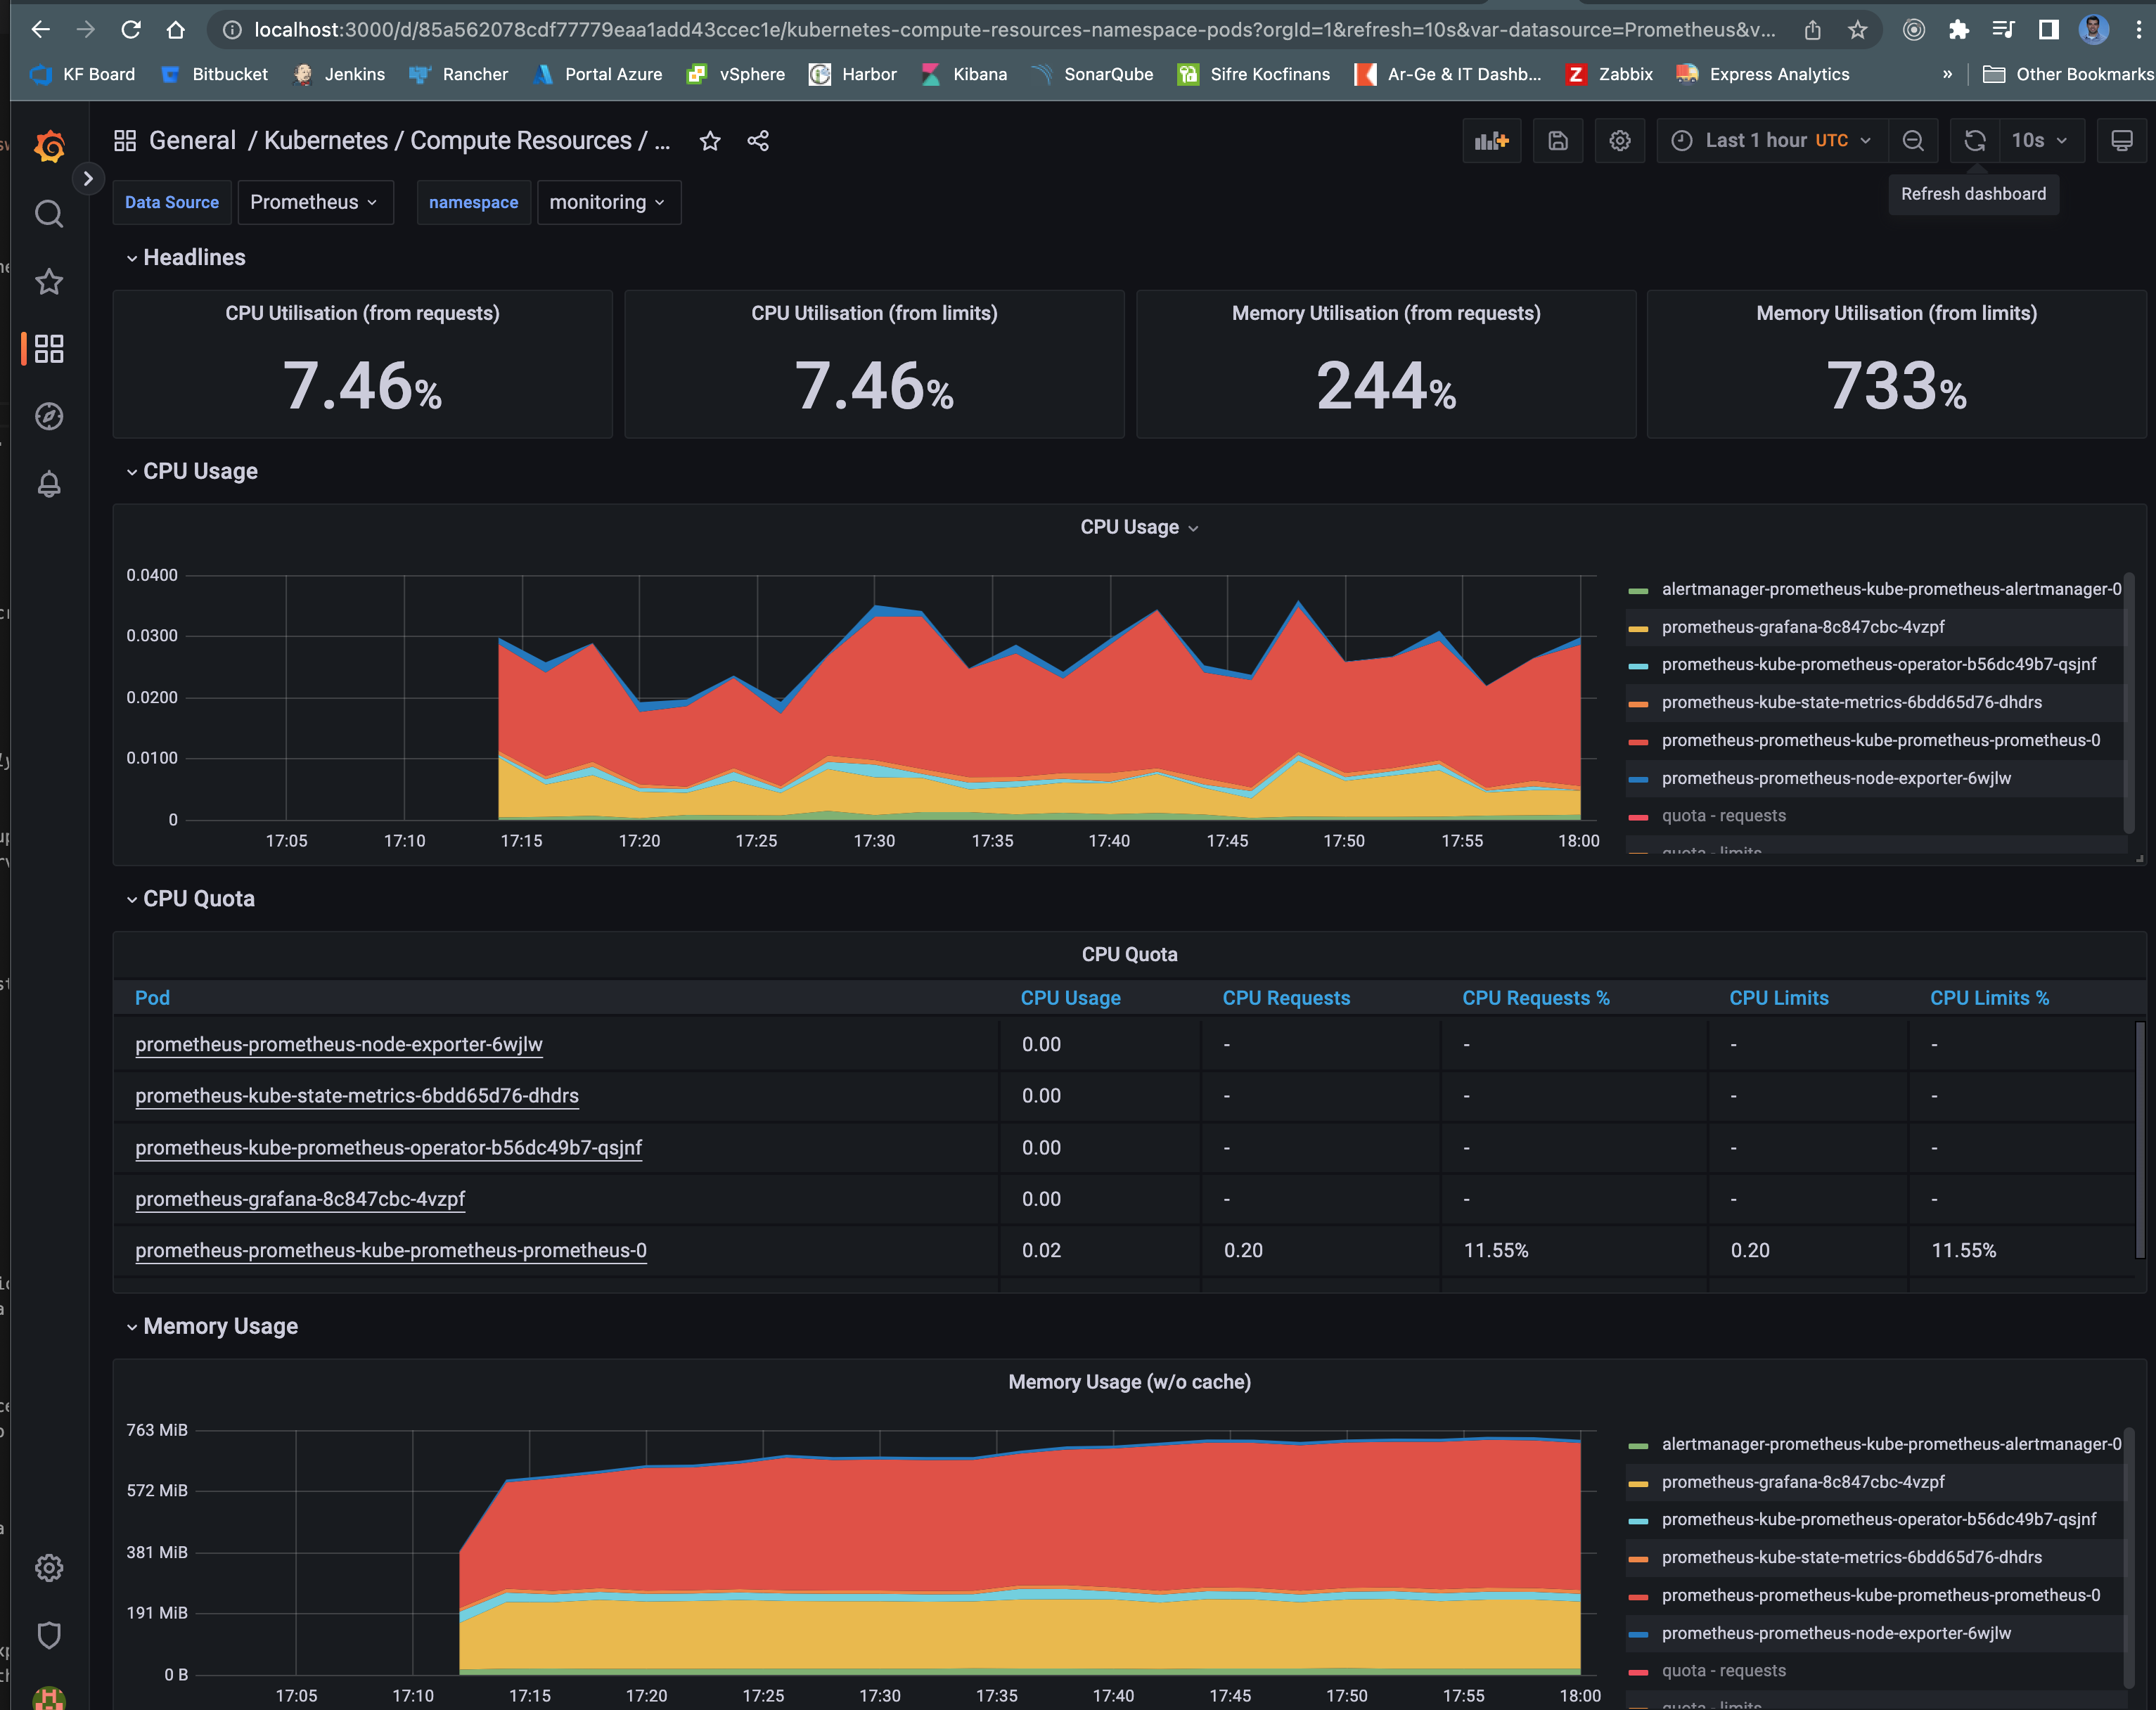 localhost:3000/d/85a562078cdf77779eaa1add43ccec1e/kubernetes-compute-resources-namespace-pods?orgId=1&refresh=10s&var-datasource=Prometheus&v...
KF Board Bitbucket Jenkins Rancher Portal Azure vSphere Harbor Kibana SonarQube Sifre Kocfinans Ar-Ge & IT Dashb... Zabbix Express Analytics » Other Bookmarks
General / Kubernetes / Compute Resources / ... Last 1 hour UTC 10s
Refresh dashboard
Data Source Prometheus namespace monitoring
Headlines
CPU Utilisation (from requests) CPU Utilisation (from limits) Memory Utilisation (from requests) Memory Utilisation (from limits)
7.46% 7.46% 244% 733%
CPU Usage
CPU Usage
0.0400
0.0300
0.0200
0.0100
0
17:05 17:10 17:15 17:20 17:25 17:30 17:35 17:40 17:45 17:50 17:55 18:00
alertmanager-prometheus-kube-prometheus-alertmanager-0
prometheus-grafana-8c847cbc-4vzpf
prometheus-kube-prometheus-operator-b56dc49b7-qsjnf
prometheus-kube-state-metrics-6bdd65d76-dhdrs
prometheus-prometheus-kube-prometheus-prometheus-0
prometheus-prometheus-node-exporter-6wjlw
quota - requests
quota - limits
CPU Quota
CPU Quota
Pod CPU Usage CPU Requests CPU Requests % CPU Limits CPU Limits %
prometheus-prometheus-node-exporter-6wjlw 0.00 - - - -
prometheus-kube-state-metrics-6bdd65d76-dhdrs 0.00 - - - -
prometheus-kube-prometheus-operator-b56dc49b7-qsjnf 0.00 - - - -
prometheus-grafana-8c847cbc-4vzpf 0.00 - - - -
prometheus-prometheus-kube-prometheus-prometheus-0 0.02 0.20 11.55% 0.20 11.55%
Memory Usage
Memory Usage (w/o cache)
763 MiB
572 MiB
381 MiB
191 MiB
0 B
17:05 17:10 17:15 17:20 17:25 17:30 17:35 17:40 17:45 17:50 17:55 18:00
alertmanager-prometheus-kube-prometheus-alertmanager-0
prometheus-grafana-8c847cbc-4vzpf
prometheus-kube-prometheus-operator-b56dc49b7-qsjnf
prometheus-kube-state-metrics-6bdd65d76-dhdrs
prometheus-prometheus-kube-prometheus-prometheus-0
prometheus-prometheus-node-exporter-6wjlw
quota - requests
quota - limits